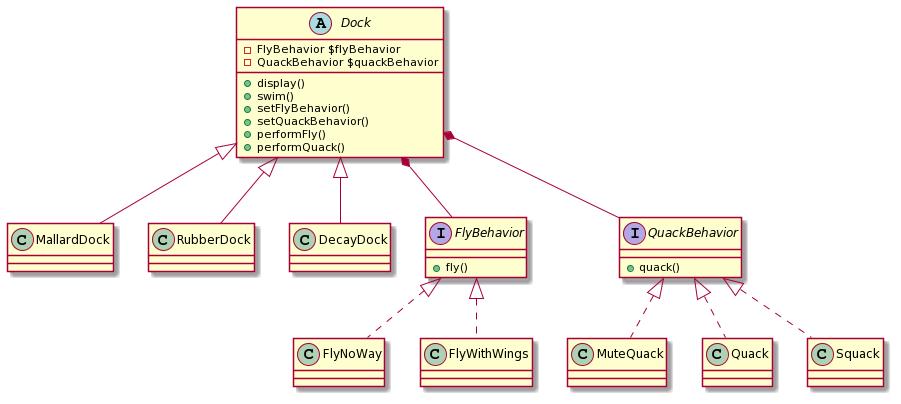 A Dock
FlyBehavior $flyBehavior
QuackBehavior $quackBehavior
display()
swim()
setFlyBehavior()
setQuackBehavior()
performFly()
performQuack()
C MallardDock
C RubberDock
C DecayDock
I FlyBehavior
fly()
I QuackBehavior
quack()
C FlyNoWay
C FlyWithWings
C MuteQuack
C Quack
C Squack